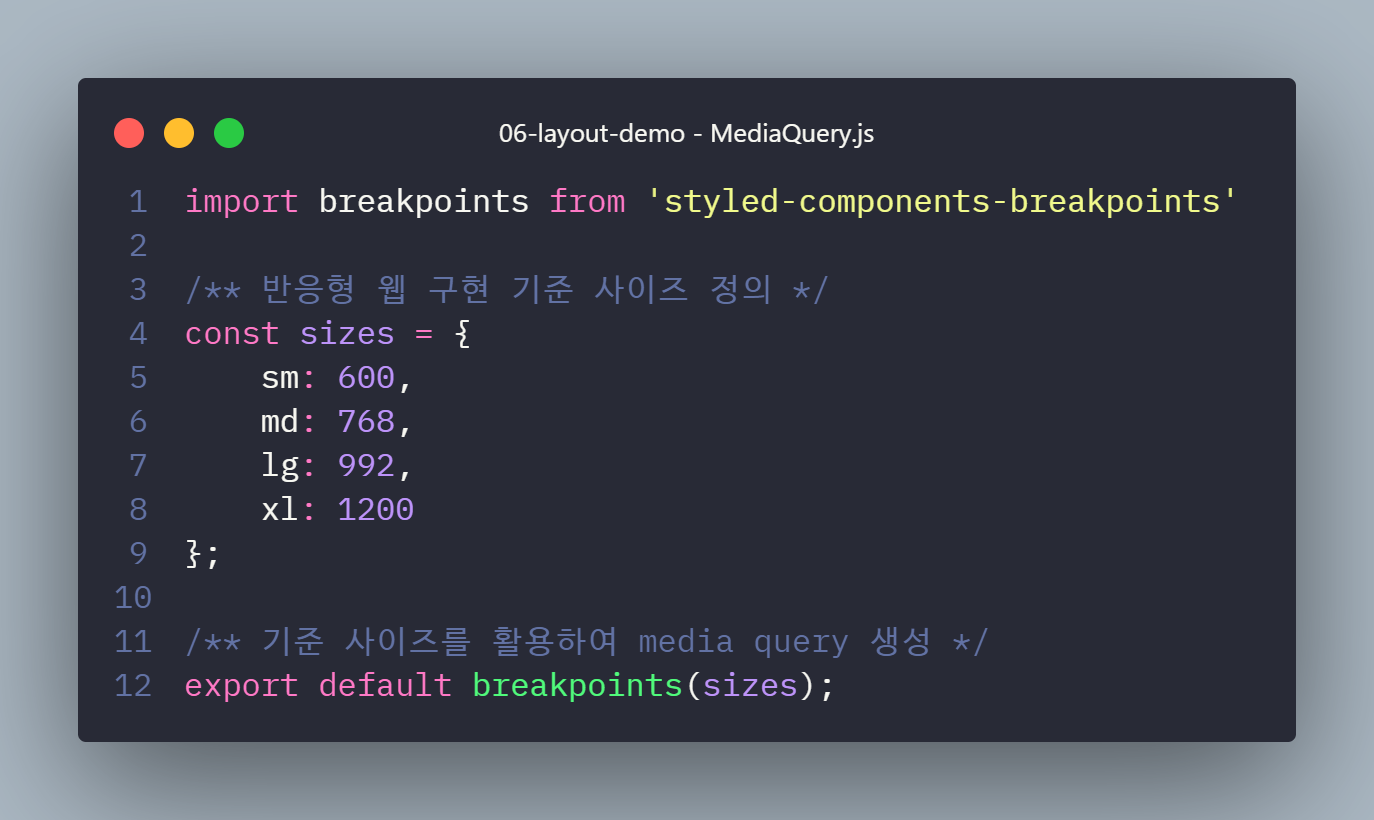 06-layout-demo - MediaQuery.js
1 import breakpoints from 'styled-components-breakpoints'
2
3 /** 반응형 웹 구현 기준 사이즈 정의 */
4 const sizes = {
5     sm: 600,
6     md: 768,
7     lg: 992,
8     xl: 1200
9 };
10
11 /** 기준 사이즈를 활용하여 media query 생성 */
12 export default breakpoints(sizes);